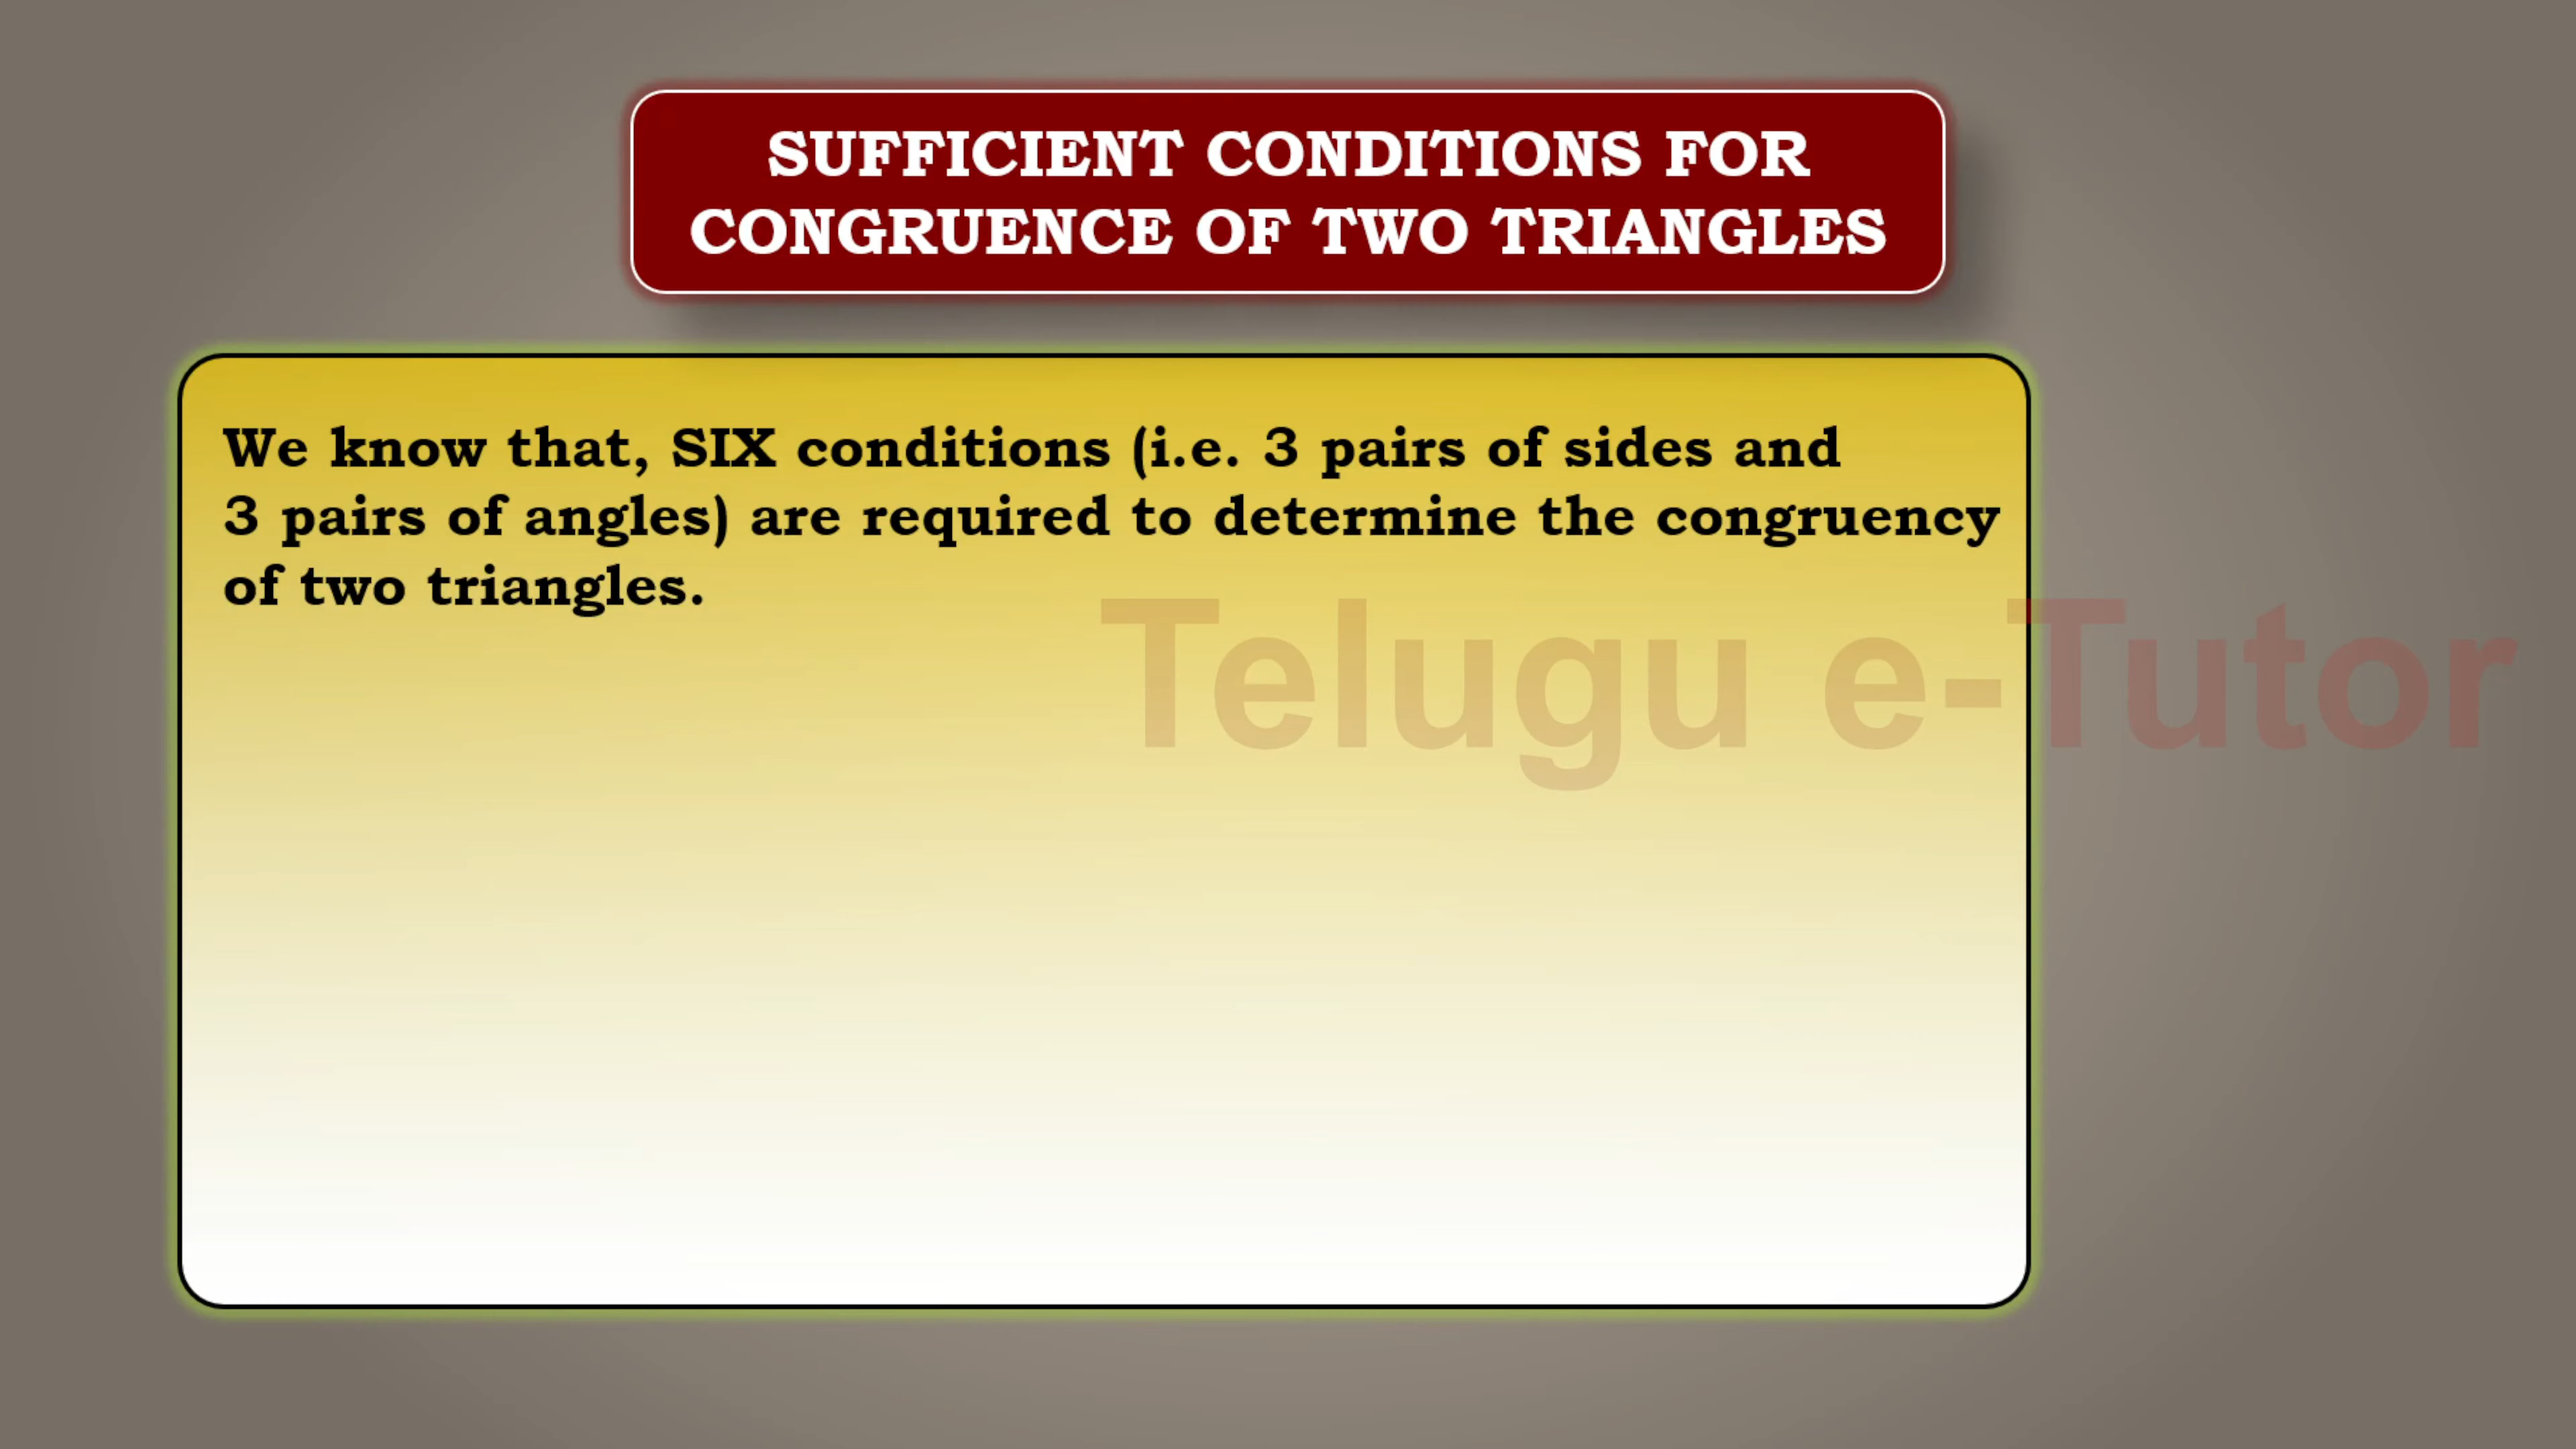 SUFFICIENT CONDITIONS FOR
CONGRUENCE OF TWO TRIANGLES
We know that, SIX conditions (i.e. 3 pairs of sides and
3 pairs of angles) are required to determine the congruency
of two triangles.
Telugu e-Tutor